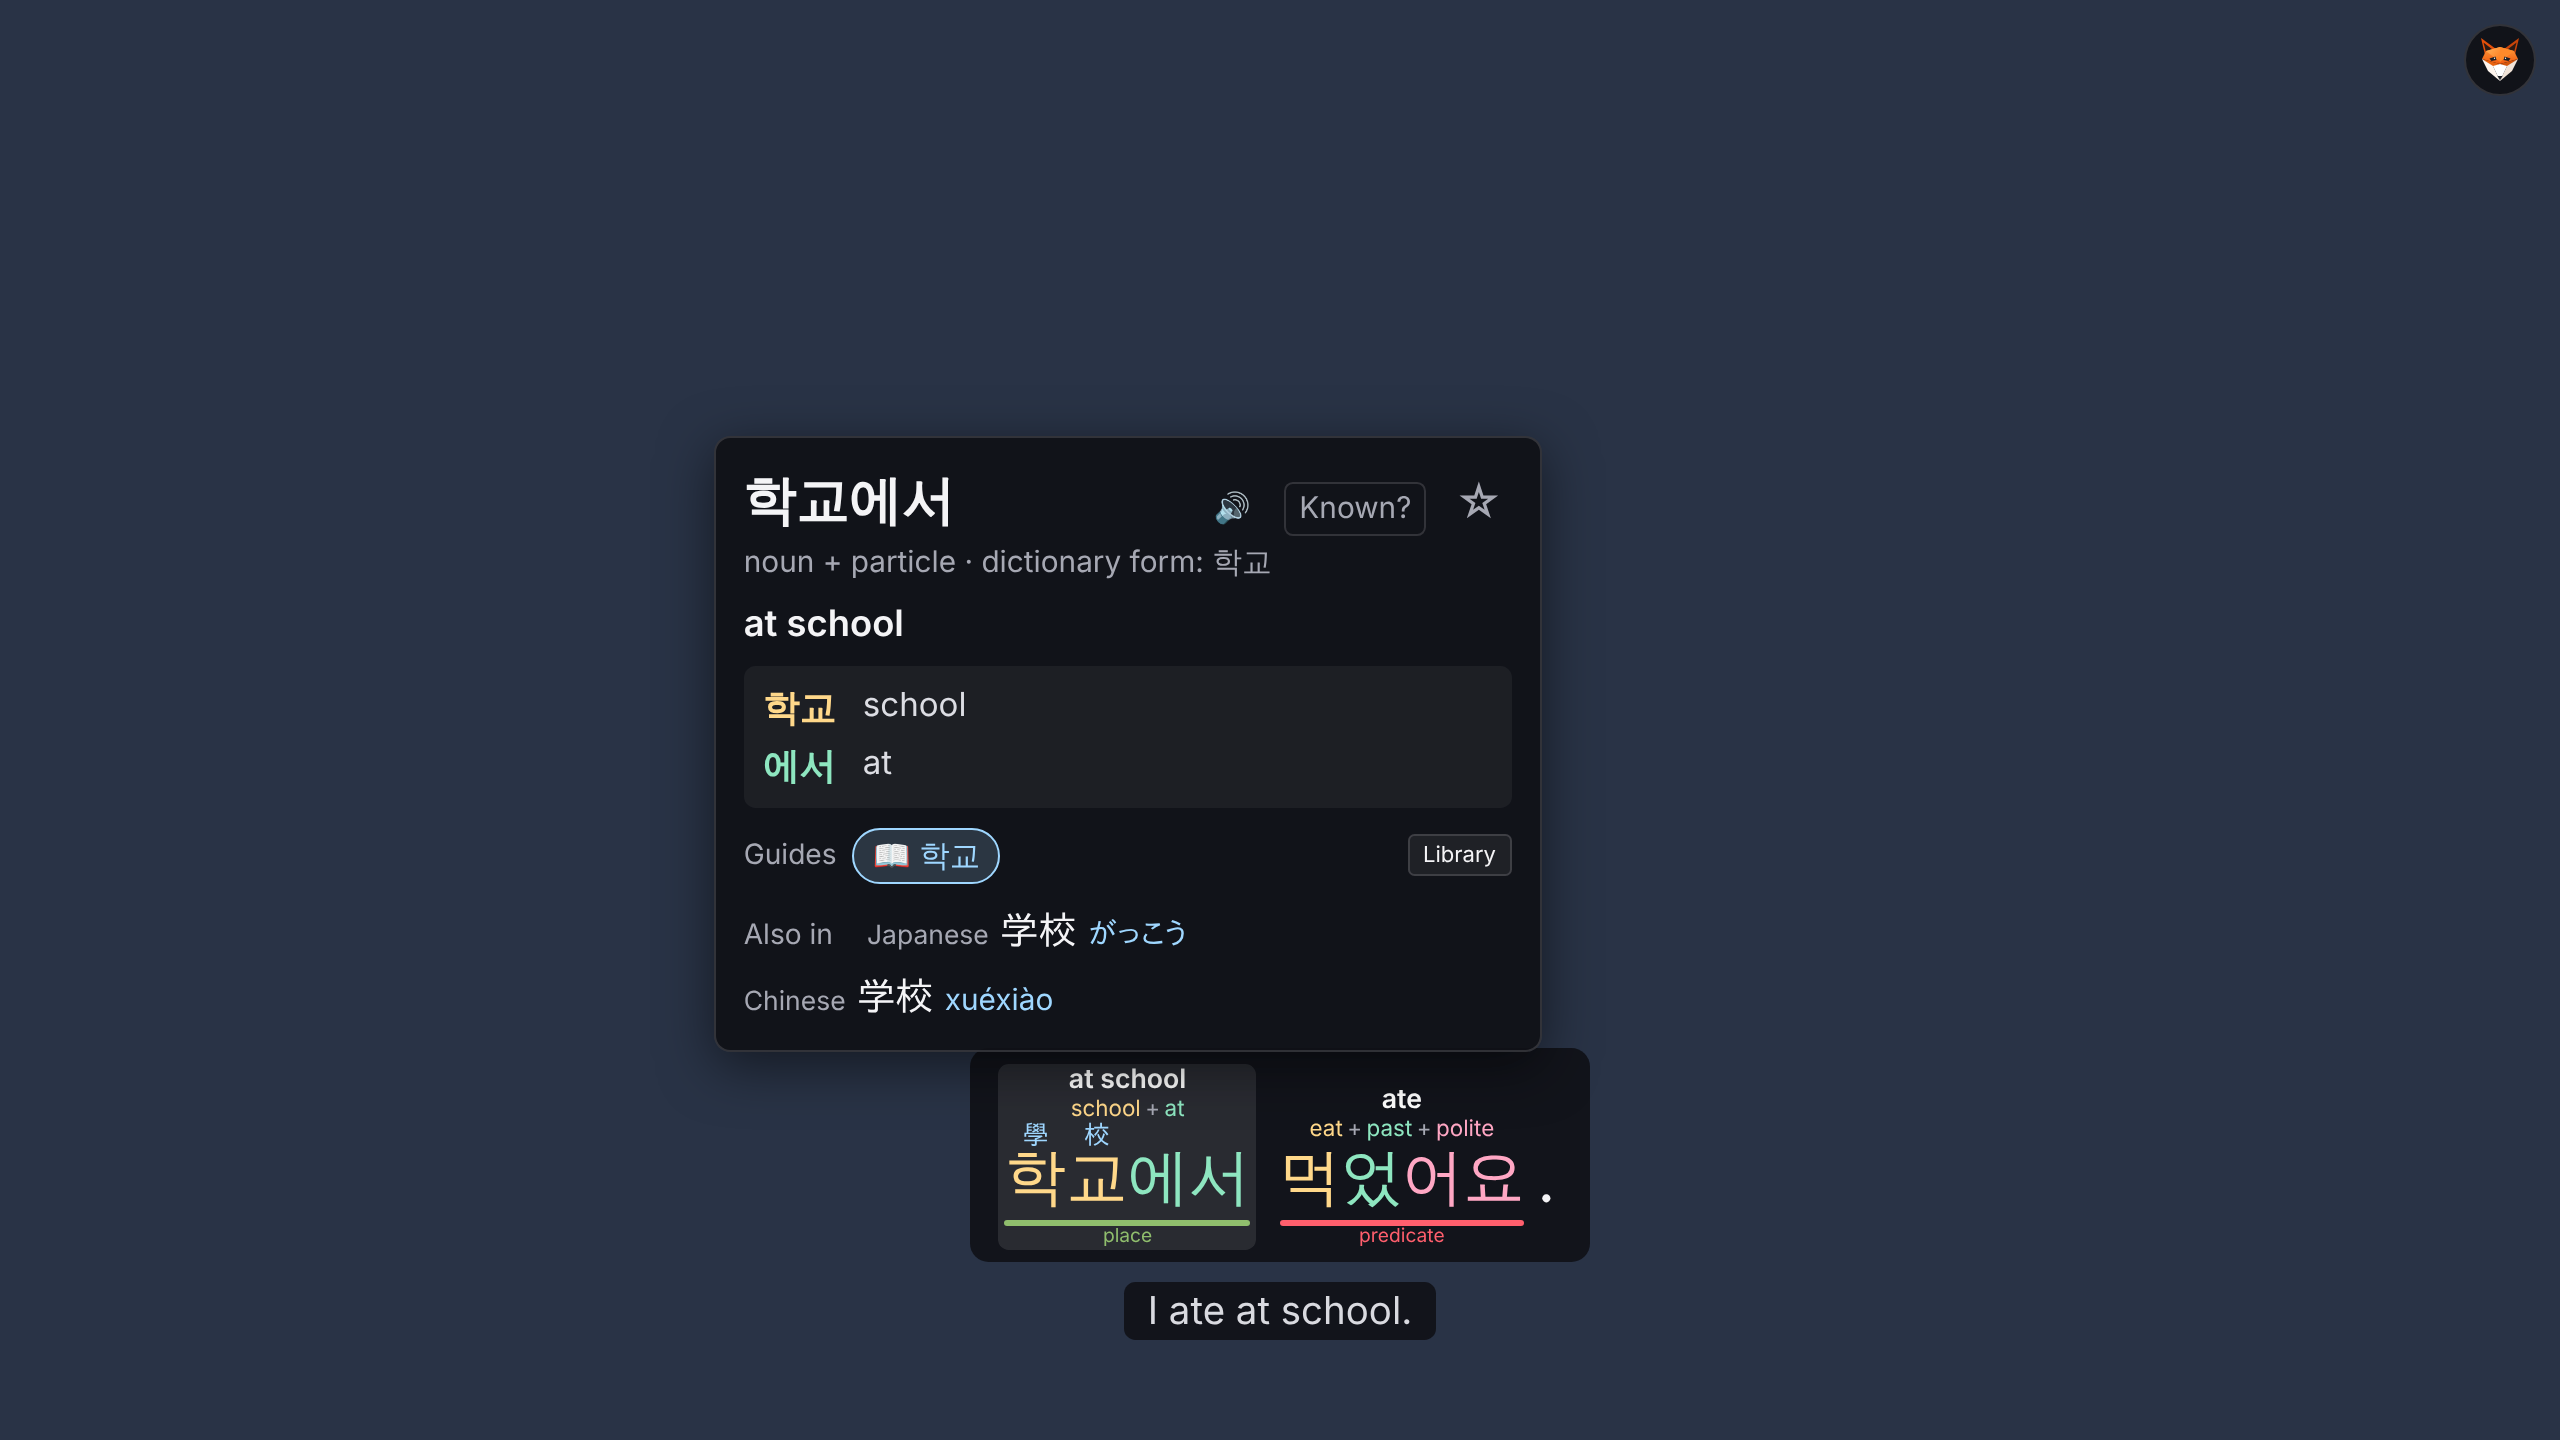 학교에서 🔊 Known? ☆
noun + particle · dictionary form: 학교
at school
학교 school
에서 at
Guides 📖 학교 Library
Also in Japanese 学校 がっこう
Chinese 学校 xuéxiào
at school
school + at
學 校
학교에서
place
ate
eat + past + polite
먹었어요.
predicate
I ate at school.